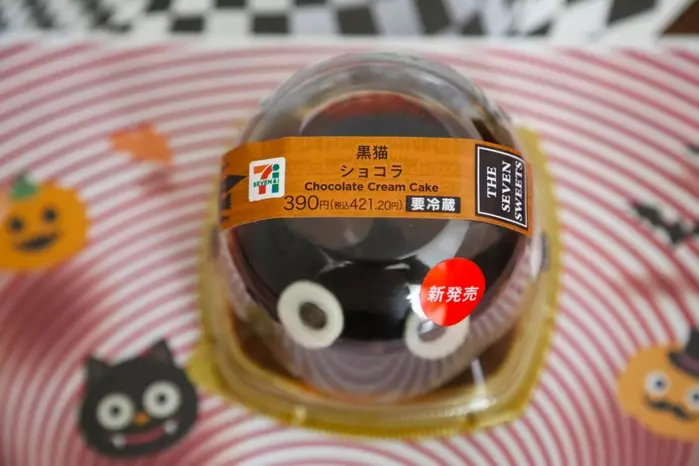 黒猫
ショコラ
Chocolate Cream Cake
390円(税込421.20円) 要冷蔵
7
SEVEN&i
THE
SEVEN
SWEETS
新発売